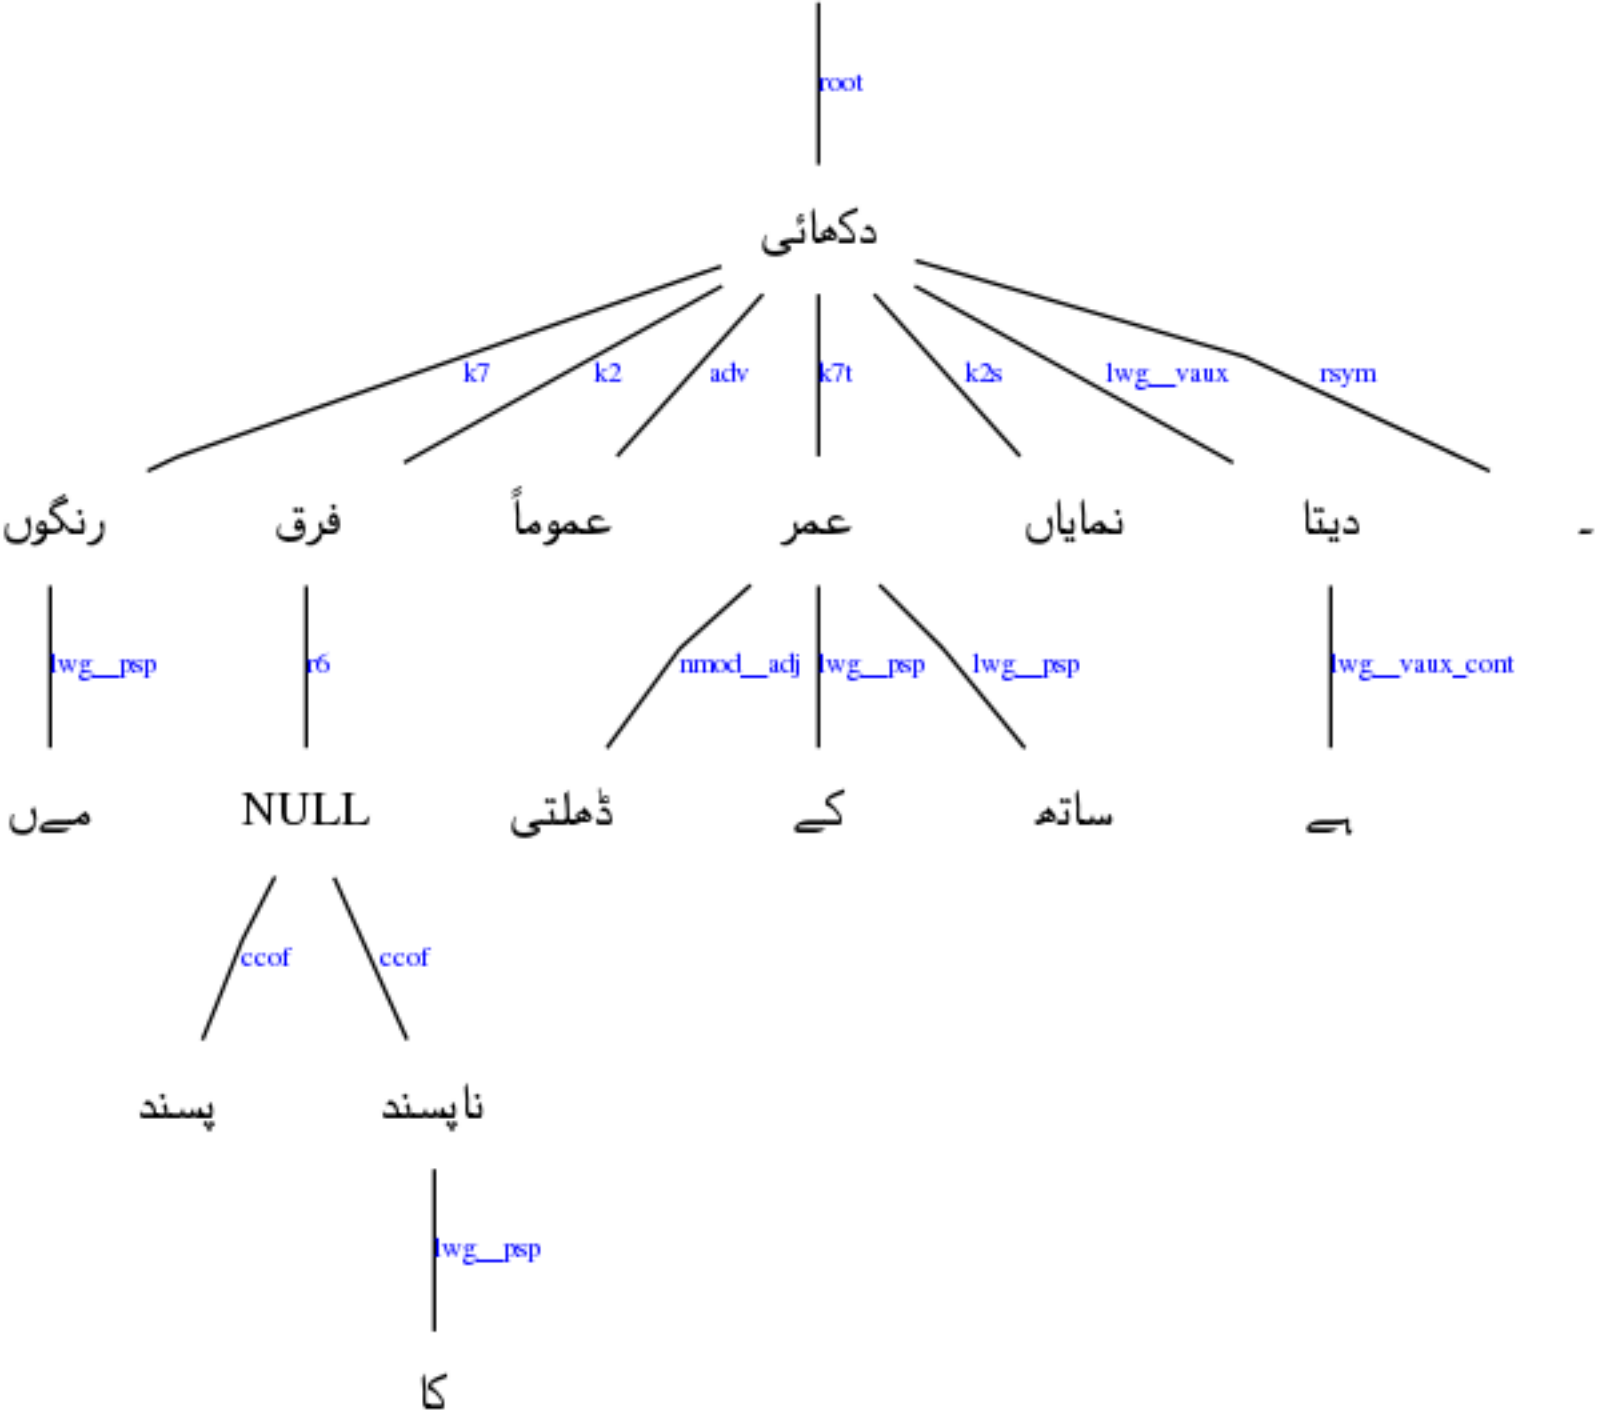 root
دکھائی
k7 k2 adv k7t k2s lwg__vaux rsym
رنگوں فرق عموماً عمر نمایاں دیتا ۔
lwg__psp r6 nmod__adj lwg__psp lwg__psp lwg__vaux_cont
مےں NULL ڈھلتی کے ساتھ ہے
ccof ccof
پسند ناپسند
lwg__psp
کا